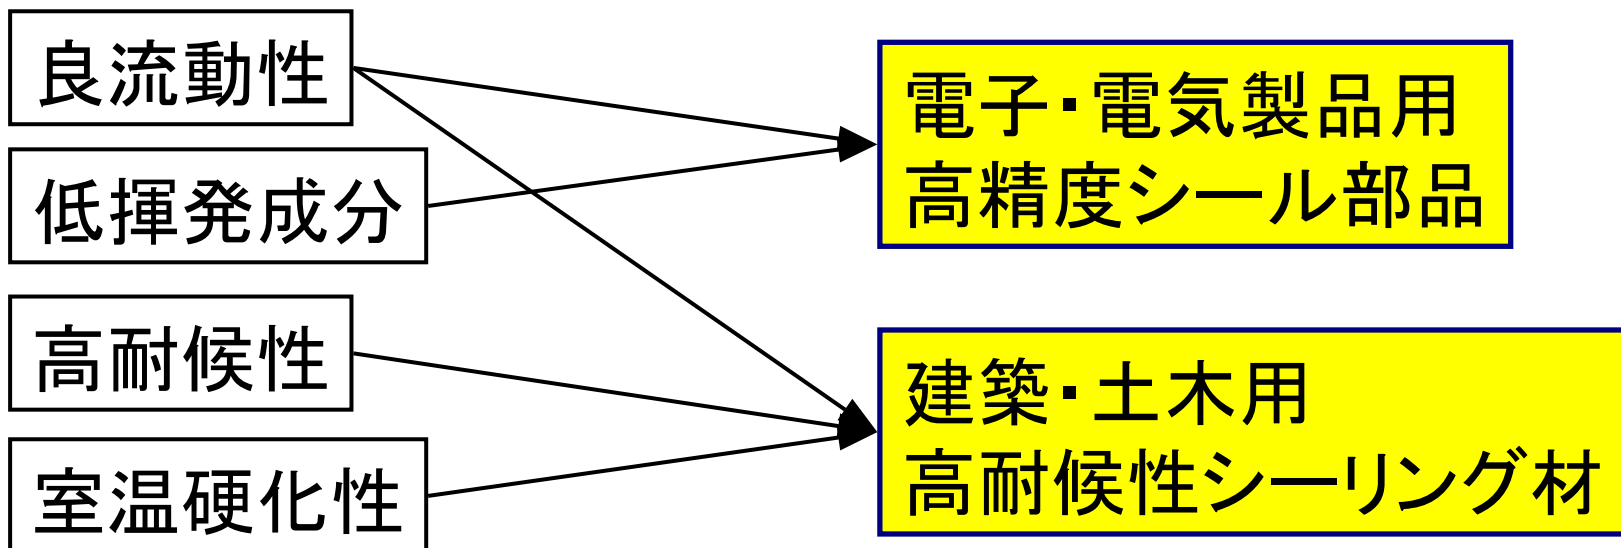 良流動性
低揮発成分
高耐候性
室温硬化性
電子・電気製品用
高精度シール部品
建築・土木用
高耐候性シーリング材